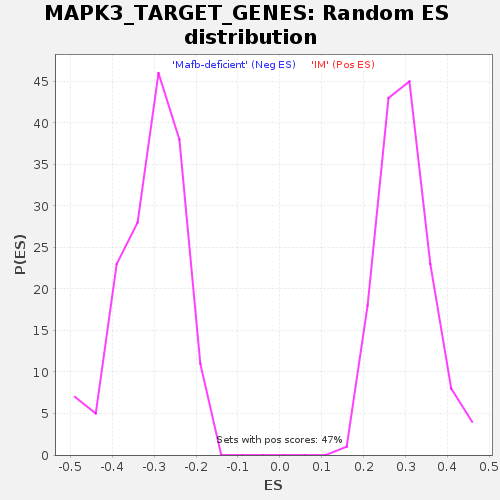 MAPK3_TARGET_GENES: Random ES
distribution
'Mafb-deficient' (Neg ES) 'IM' (Pos ES)
P(ES)
45
40
35
30
25
20
15
10
5
0
Sets with pos scores: 47%
-0.5 -0.4 -0.3 -0.2 -0.1 0.0 0.1 0.2 0.3 0.4 0.5
ES